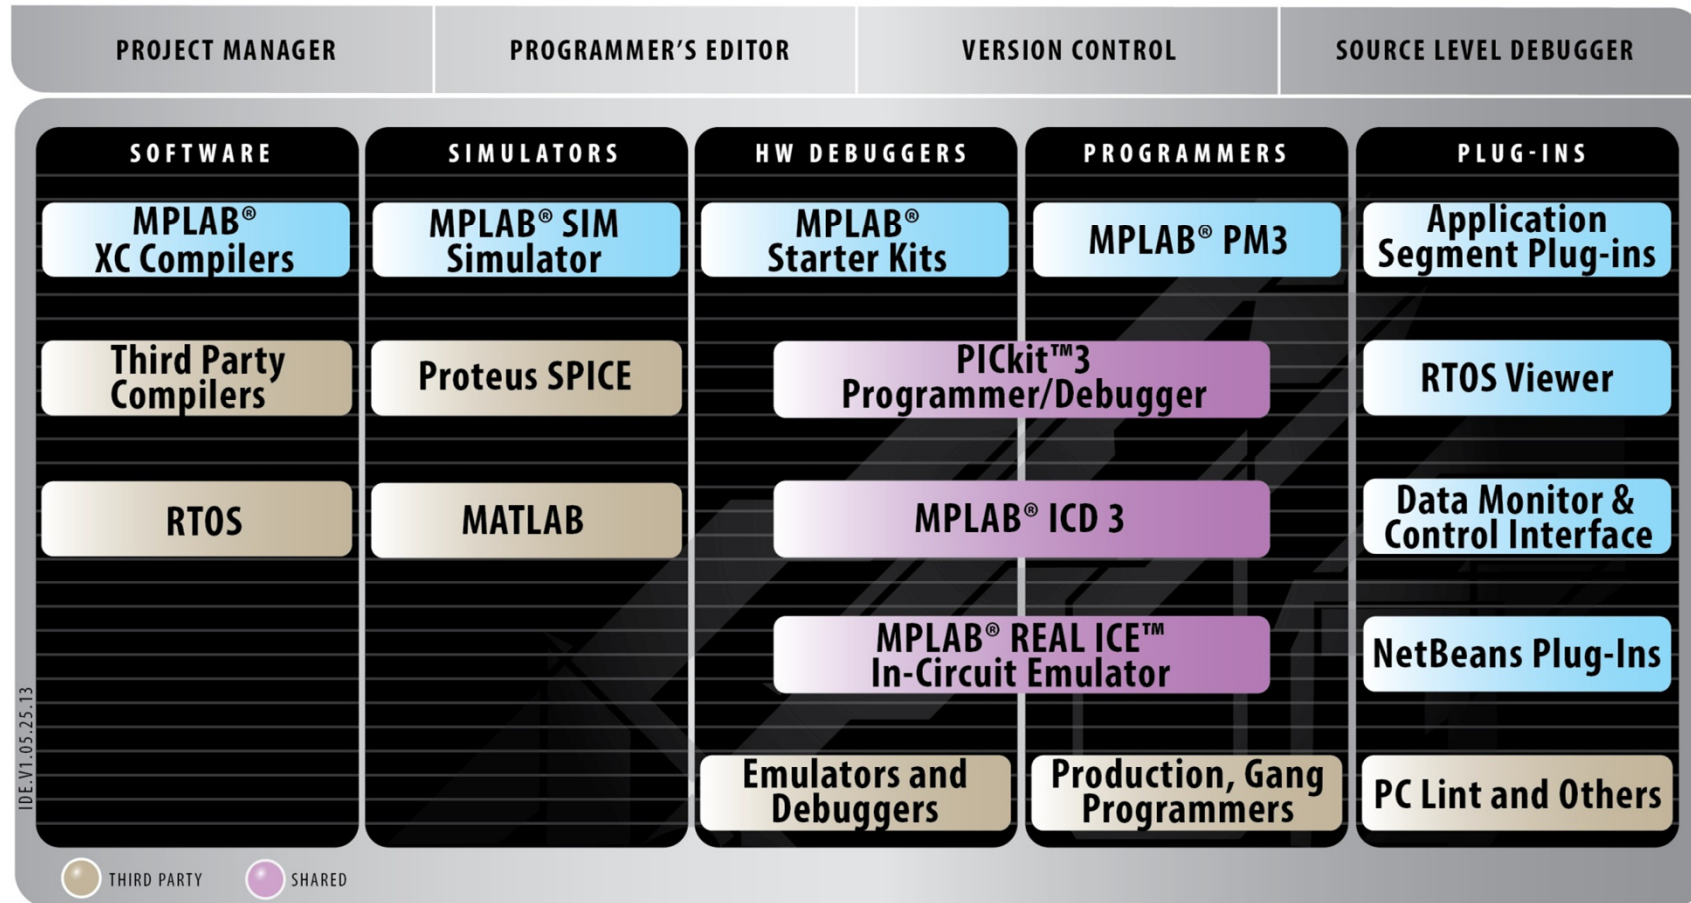 PROJECT MANAGER
PROGRAMMER'S EDITOR
VERSION CONTROL
SOURCE LEVEL DEBUGGER
SOFTWARE
MPLAB®
XC Compilers
Third Party
Compilers
RTOS
SIMULATORS
MPLAB® SIM
Simulator
Proteus SPICE
MATLAB
HW DEBUGGERS
MPLAB®
Starter Kits
PROGRAMMERS
MPLAB® PM3
PICkit™3
Programmer/Debugger
MPLAB® ICD 3
MPLAB® REAL ICE™
In-Circuit Emulator
Emulators and
Debuggers
Production, Gang
Programmers
PLUG-INS
Application
Segment Plug-ins
RTOS Viewer
Data Monitor &
Control Interface
NetBeans Plug-Ins
PC Lint and Others
IDE.V1.05.25.13
THIRD PARTY
SHARED